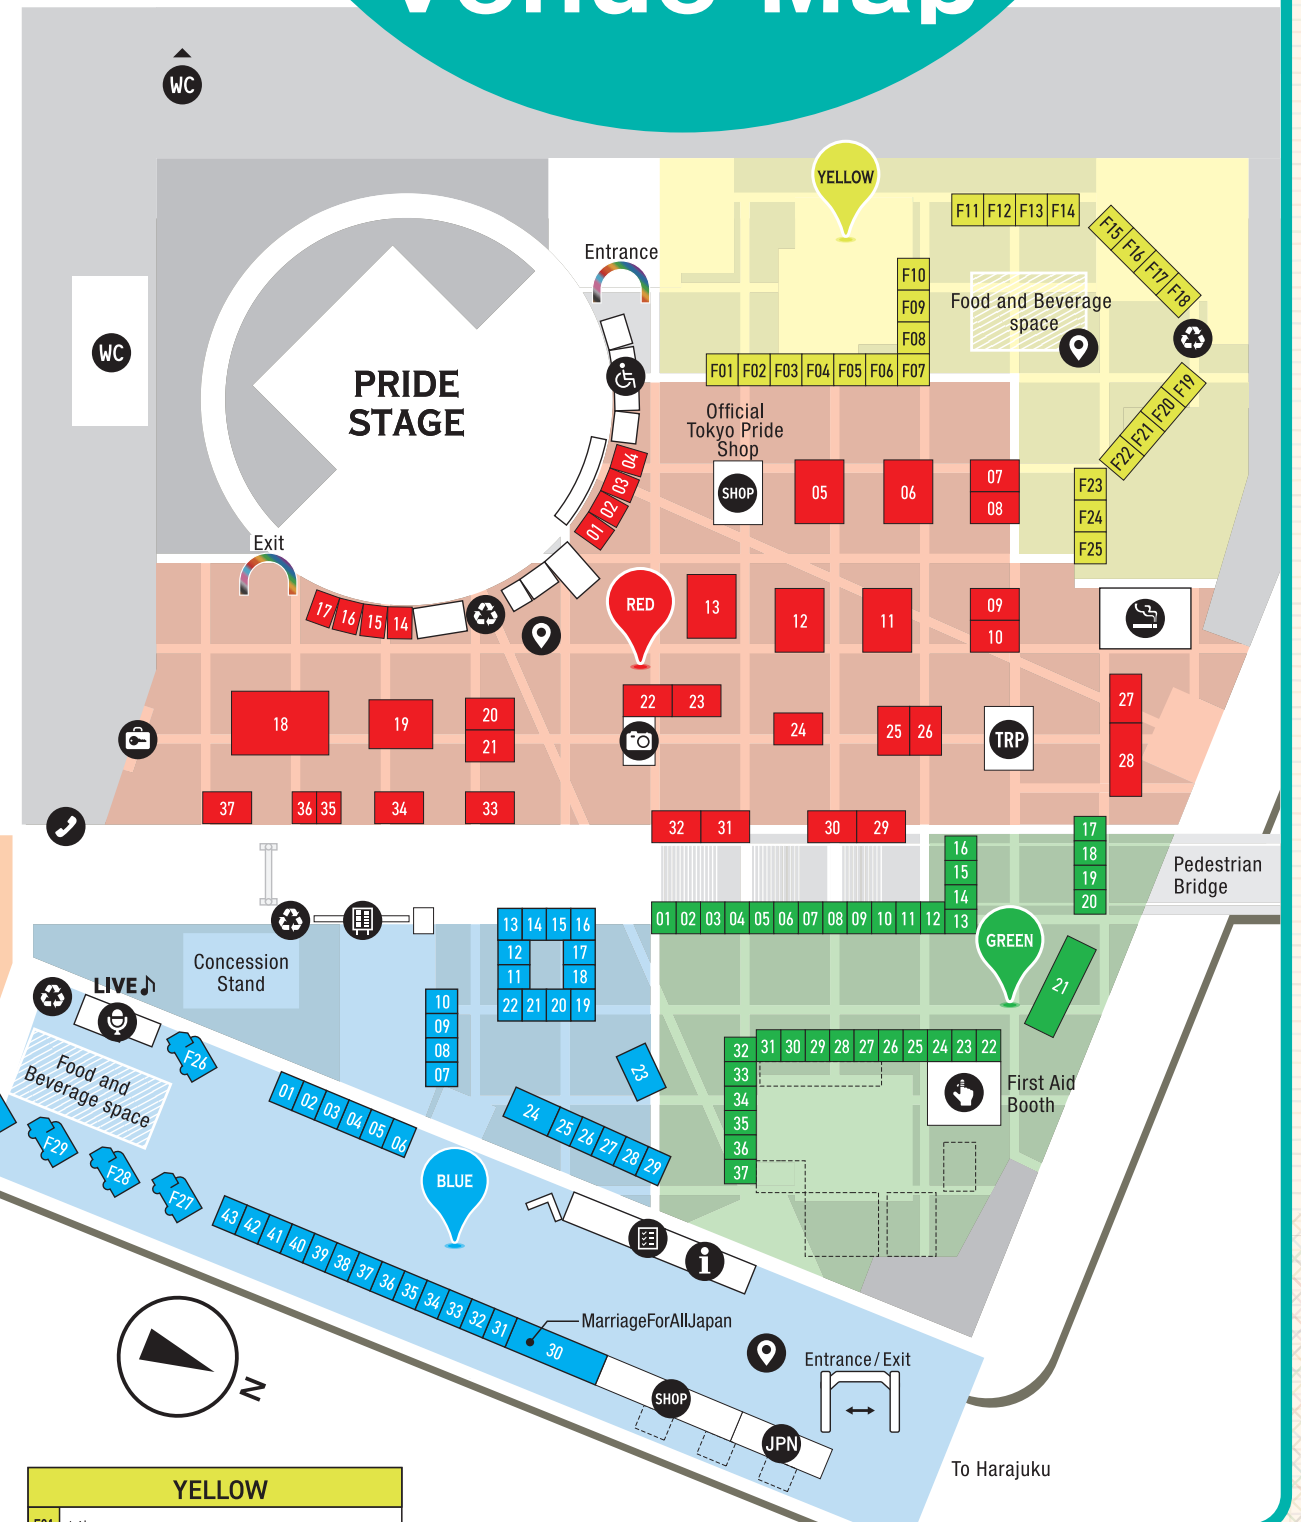 Venue Map
WC
YELLOW
F11 F12 F13 F14
F15 F16 F17 F18
Entrance
F10
F09
F08
Food and Beverage
space
WC
F01 F02 F03 F04 F05 F06 F07
F19
F20
F21
F22
PRIDE
STAGE
Official
Tokyo Pride
Shop
SHOP
04
03
02
01
05
06
07
08
F23
F24
F25
Exit
17 16 15 14
RED
13
12
11
09
10
18
19
20
21
22 23
24
25 26
TRP
27
28
37
36 35
34
33
32 31
30 29
17
18
19
20
16
15
14
13
Pedestrian
Bridge
01 02 03 04 05 06 07 08 09 10 11 12
GREEN
21
13 14 15 16
12 17
11 18
22 21 20 19
Concession
Stand
LIVE♪
10
09
08
07
F26
Food and
Beverage space
01 02 03 04 05 06
23
24 25 26 27 28 29
31 30 29 28 27 26 25 24 23 22
32
33
34
35
36
37
First Aid
Booth
F29
F28
F27
BLUE
43 42 41 40 39 38 37 36 35 34 33 32 31 30
MarriageForAllJapan
i
Entrance/Exit
SHOP
JPN
To Harajuku
N
YELLOW